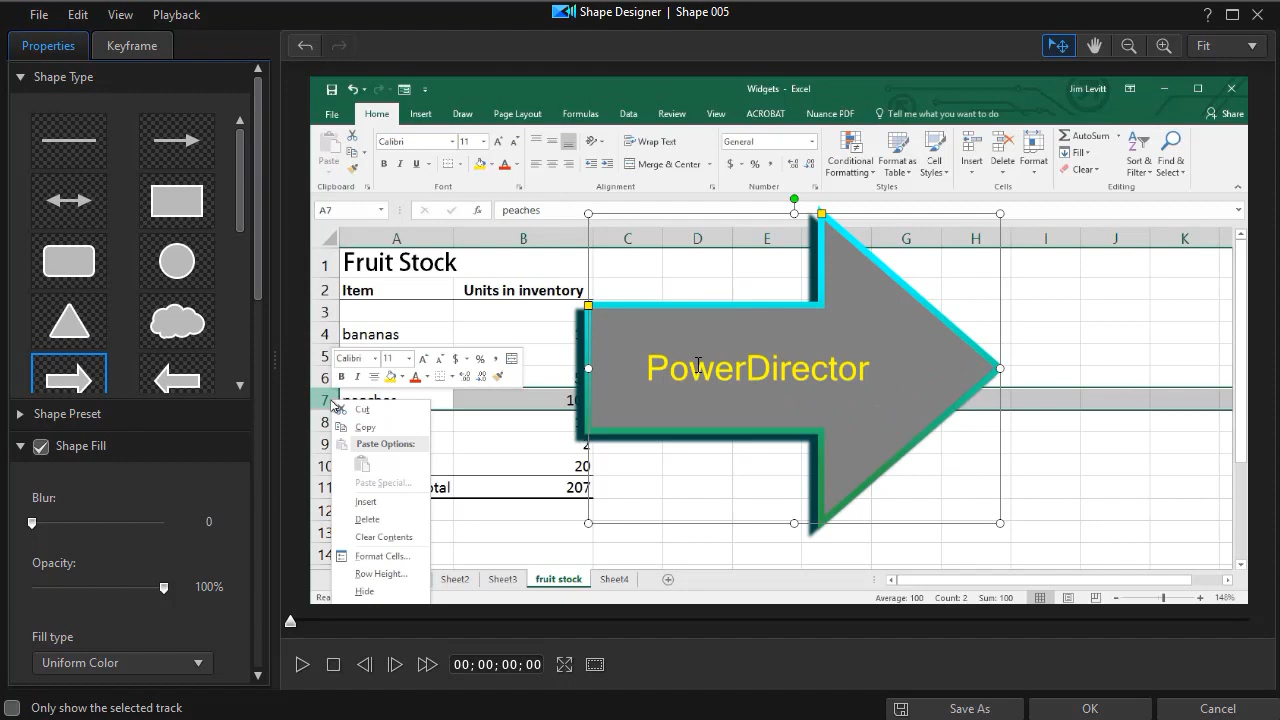 File Edit View Playback
Shape Designer | Shape 005
?
Properties Keyframe
Fit
Shape Type
Shape Preset
Shape Fill
Blur:
0
Opacity:
100%
Fill type
Uniform Color
Only show the selected track
Widgets - Excel
Jim Levitt
File Home Insert Draw Page Layout Formulas Data Review View ACROBAT Nuance PDF Tell me what you want to do Share
Paste
Calibri 11
B I U
Wrap Text
Merge & Center
General
$ % ,
Conditional Formatting
Format as Table
Cell Styles
Insert Delete Format
AutoSum
Fill
Clear
Sort & Filter
Find & Select
Clipboard Font Alignment Number Styles Cells Editing
A7 fx peaches
A B C D E G H I J K
1 Fruit Stock
2 Item Units in inventory
3
4 bananas
5
6
7
8
9 2
10 20
11 otal 207
12
13
14
Calibri 11 A A $ % ,
B I A
Cut
Copy
Paste Options:
Paste Special...
Insert
Delete
Clear Contents
Format Cells...
Row Height...
Hide
PowerDirector
Sheet2 Sheet3 fruit stock Sheet4
Rea
Average: 100 Count: 2 Sum: 100
148%
00;00;00;00
Save As OK Cancel